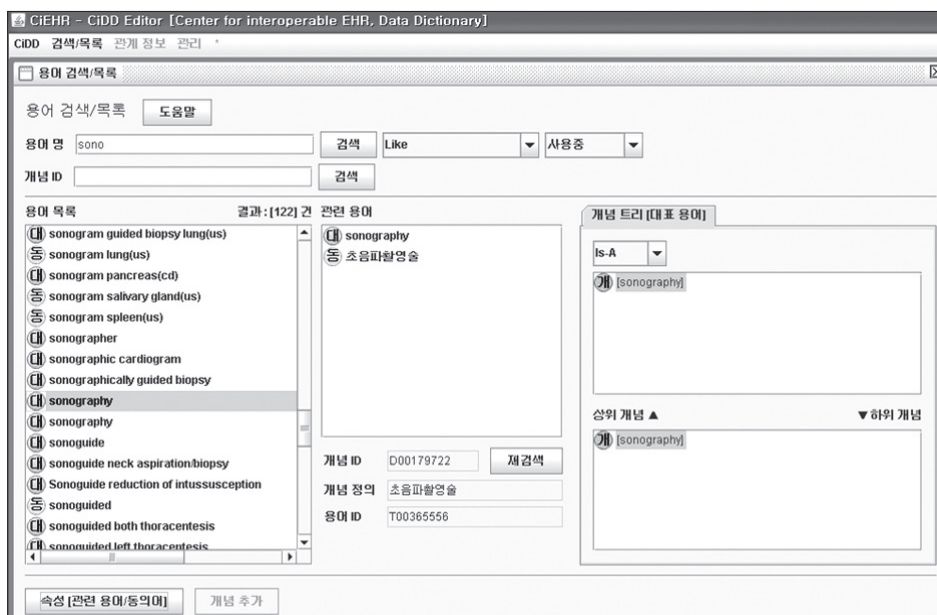 CiEHR - CiDD Editor [Center for interoperable EHR, Data Dictionary]
CiDD 검색/목록 관계 정보 관리 *
용어 검색/목록
용어 검색/목록 도움말
용어 명 sono 검색 Like 사용중
개념 ID 검색
용어 목록 결과 : [122] 건
대 sonogram guided biopsy lung(us)
동 sonogram lung(us)
대 sonogram pancreas(cd)
동 sonogram salivary gland(us)
동 sonogram spleen(us)
대 sonographer
대 sonographic cardiogram
대 sonographically guided biopsy
대 sonography
대 sonography
대 sonoguide
대 sonoguide neck aspiration/biopsy
대 Sonoguide reduction of intussusception
동 sonoguided
대 sonoguided both thoracentesis
대 sonoguided left thoracentesis
관련 용어
대 sonography
동 초음파촬영술
개념 ID D00179722 재검색
개념 정의 초음파촬영술
용어 ID T00365556
개념 트리 [대표 용어]
Is-A
개 [sonography]
상위 개념 ▲ ▼ 하위 개념
개 [sonography]
속성 [관련 용어/동의어] 개념 추가